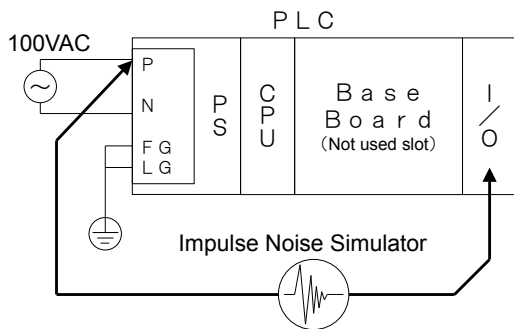 PLC
100VAC
P
N
FG
LG
PS
CPU
Base
Board
(Not used slot)
I/O
Impulse Noise Simulator